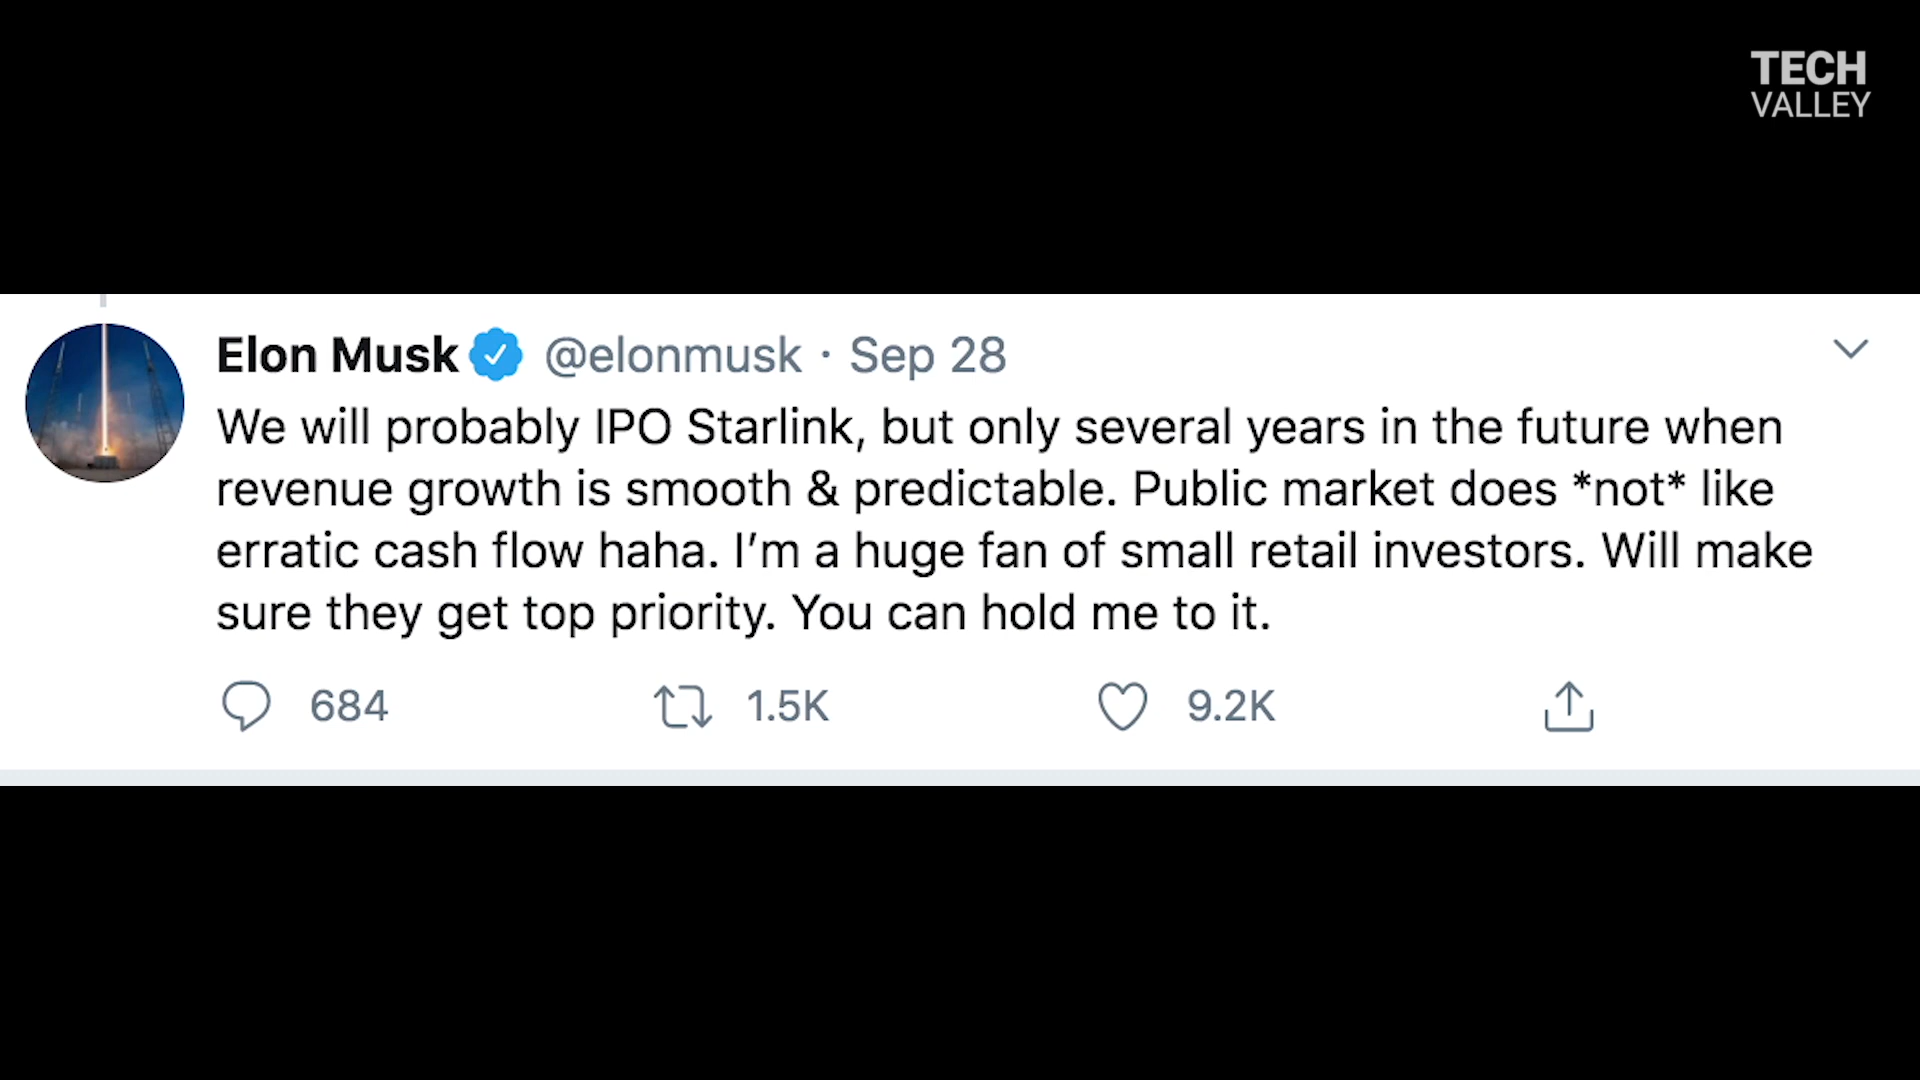 TECH
VALLEY
Elon Musk @elonmusk · Sep 28
We will probably IPO Starlink, but only several years in the future when
revenue growth is smooth & predictable. Public market does *not* like
erratic cash flow haha. I’m a huge fan of small retail investors. Will make
sure they get top priority. You can hold me to it.
684 1.5K 9.2K